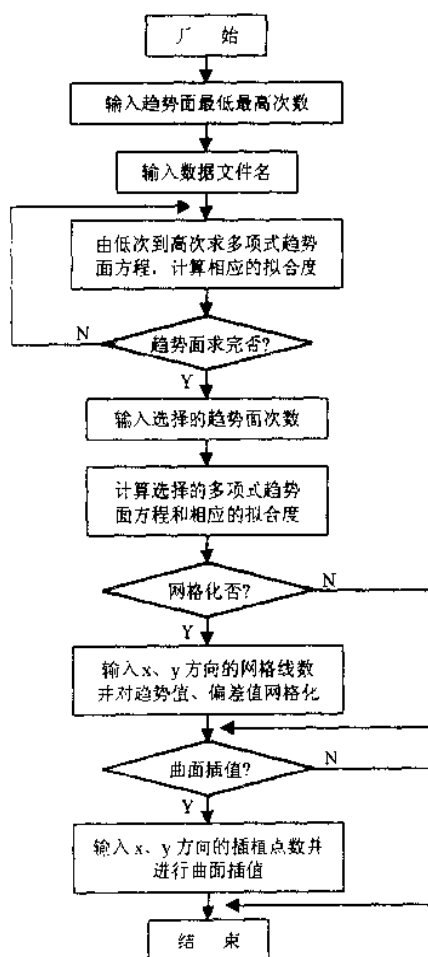 开 始
输入趋势面最低最高次数
输入数据文件名
由低次到高次求多项式趋势
面方程，计算相应的拟合度
N
趋势面求完否?
Y
输入选择的趋势面次数
计算选择的多项式趋势
面方程和相应的拟合度
网格化否?
N
Y
输入x、y方向的网格线数
并对趋势值、偏差值网格化
曲面插值?
N
Y
输入x、y方向的插植点数并
进行曲面插值
结 束